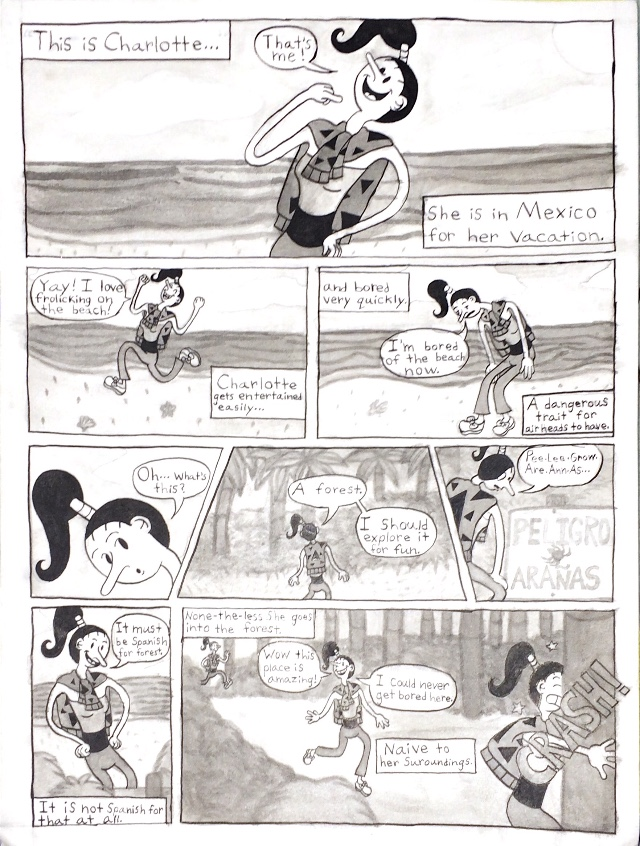 This is Charlotte...
That's
me!
She is in Mexico
for her Vacation.
Yay! I love
frolicking on
the beach!
Charlotte
gets entertained
easily...
and bored
very quickly.
I'm bored
of the beach
now.
A dangerous
trait for
airheads to have.
Oh... What's
this?
A forest.
I should
explore it
for fun.
Pee.Lee.Grow.
Are.Ann.As...
PELIGRO
ARAÑAS
It must
be Spanish
for forest.
It is not Spanish for
that at all.
None-the-less she goes
into the forest.
Wow this
place is
amazing!
I could never
get bored here.
Naive to
her Suroundings.
CRASH!